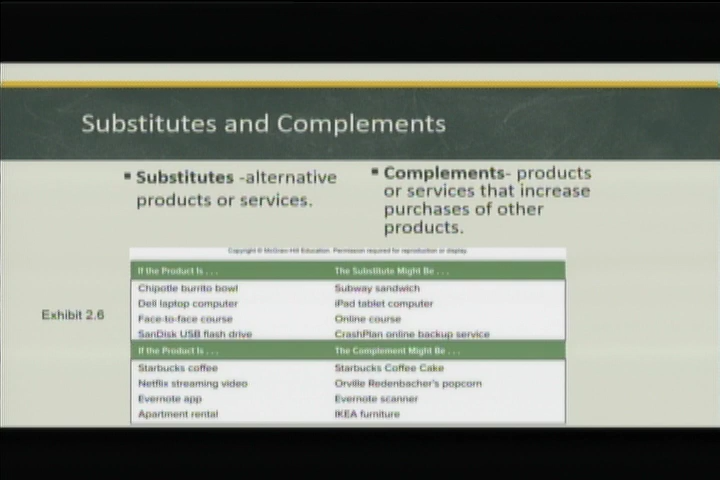 Substitutes and Complements
▪ Substitutes -alternative
products or services.
▪ Complements- products
or services that increase
purchases of other
products.
Copyright © McGraw-Hill Education. Permission required for reproduction or display.
If the Product Is . . . The Substitute Might Be . . .
Chipotle burrito bowl Subway sandwich
Dell laptop computer iPad tablet computer
Face-to-face course Online course
SanDisk USB flash drive CrashPlan online backup service
If the Product Is . . . The Complement Might Be . . .
Starbucks coffee Starbucks Coffee Cake
Netflix streaming video Orville Redenbacher's popcorn
Evernote app Evernote scanner
Apartment rental IKEA furniture
Exhibit 2.6